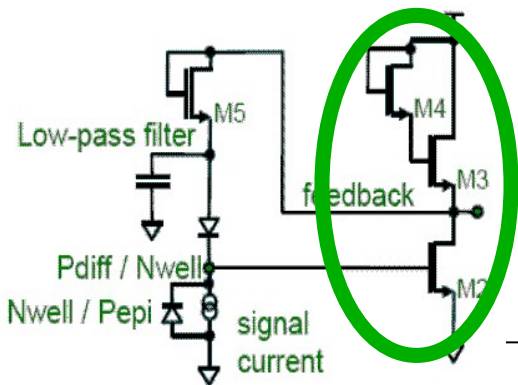 M5
M4
Low-pass filter
M3
feedback
Pdiff / Nwell
M2
Nwell / Pepi
signal
current